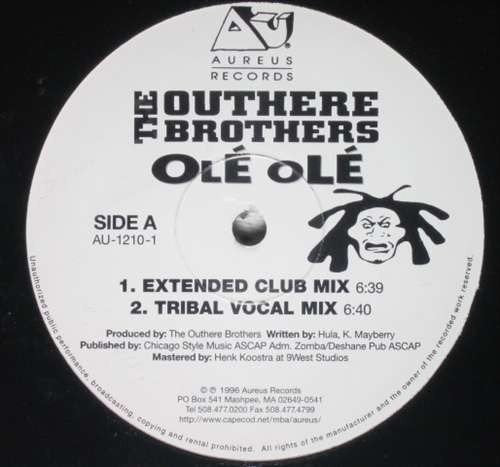 AU
AUREUS
RECORDS
THE OUTHERE
BROTHERS
OLÉ OLÉ
SIDE A
AU-1210-1
1. EXTENDED CLUB MIX 6:39
2. TRIBAL VOCAL MIX 6:40
Produced by: The Outhere Brothers Written by: Hula, K. Mayberry
Published by: Chicago Style Music ASCAP Adm. Zomba/Deshane Pub ASCAP
Mastered by: Henk Koostra at 9West Studios
© ℗ 1996 Aureus Records
PO Box 541 Mashpee, MA 02649-0541
Tel 508.477.0200 Fax 508.477.4799
http://www.capecod.net/mba/aureus/
Unauthorized public performance, broadcasting, copying and rental prohibited. All rights of the manufacturer and the owner of the recorded work reserved.